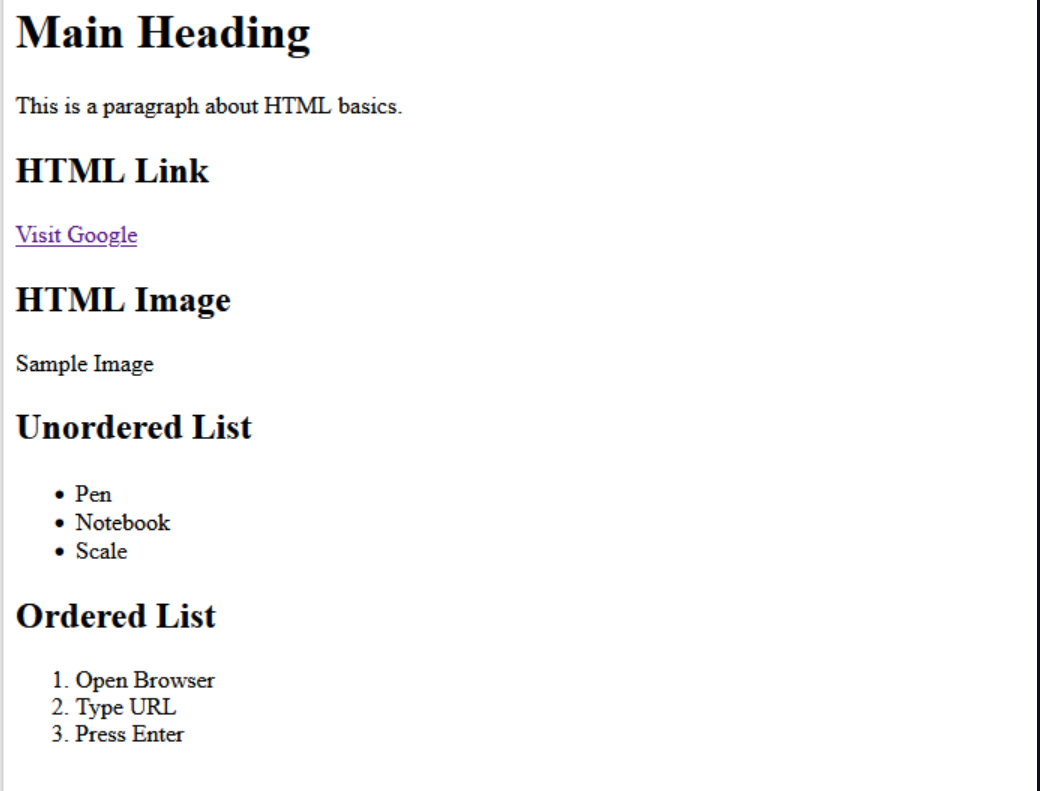 Main Heading
This is a paragraph about HTML basics.
HTML Link
Visit Google
HTML Image
Sample Image
Unordered List
• Pen
• Notebook
• Scale
Ordered List
1. Open Browser
2. Type URL
3. Press Enter